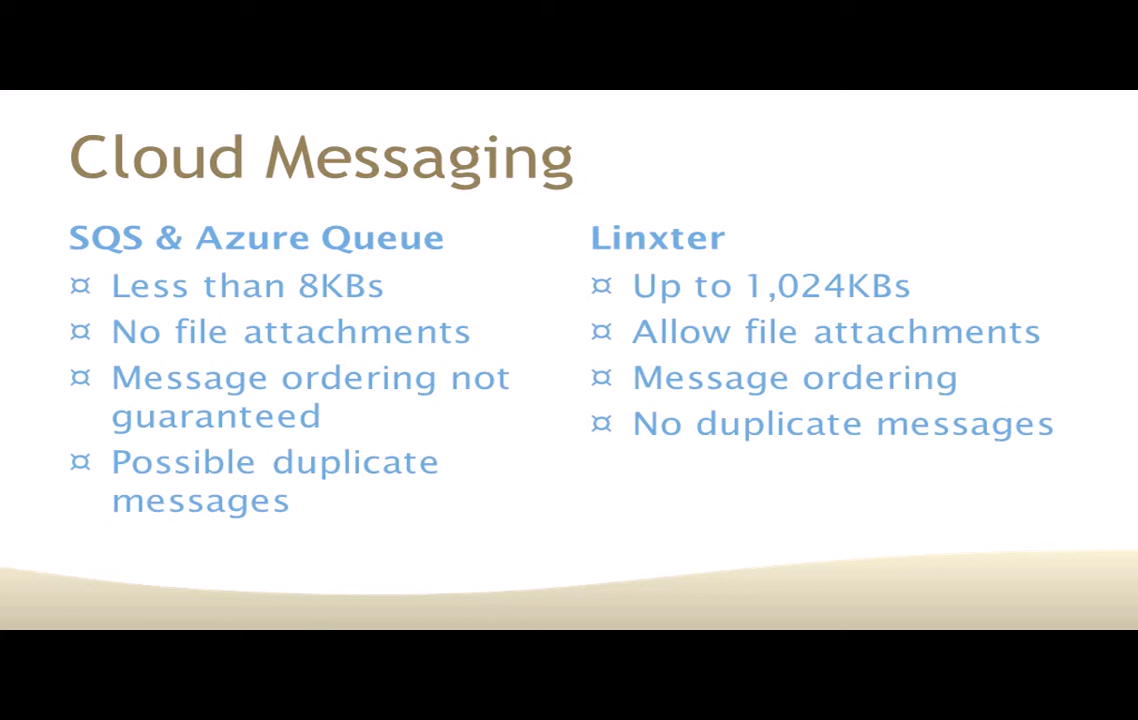 Cloud Messaging
SQS & Azure Queue
¤ Less than 8KBs
¤ No file attachments
¤ Message ordering not
guaranteed
¤ Possible duplicate
messages
Linxter
¤ Up to 1,024KBs
¤ Allow file attachments
¤ Message ordering
¤ No duplicate messages